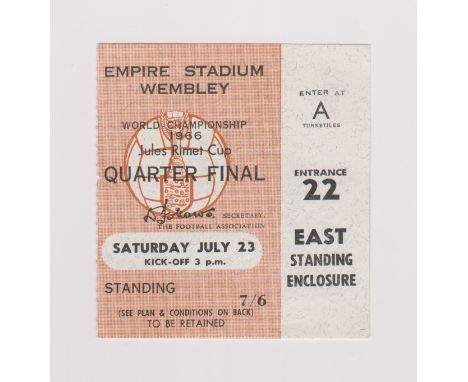 EMPIRE STADIUM
WEMBLEY
WORLD CHAMPIONSHIP
1966
Jules Rimet Cup
QUARTER FINAL
SECRETARY.
THE FOOTBALL ASSOCIATION
SATURDAY JULY 23
KICK-OFF 3 p.m.
STANDING
7/6
(SEE PLAN & CONDITIONS ON BACK)
TO BE RETAINED
ENTER AT
A
TURNSTILES
ENTRANCE
22
EAST
STANDING
ENCLOSURE